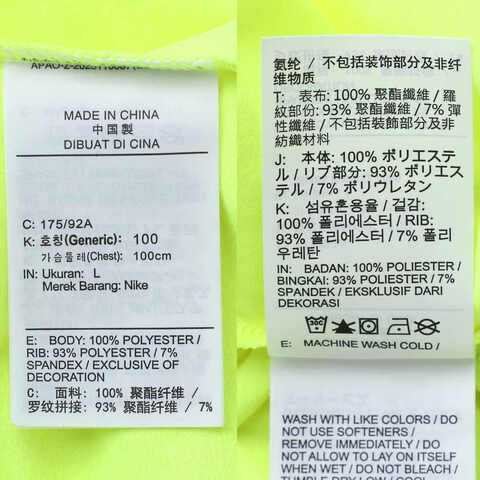 MADE IN CHINA
中国製
DIBUAT DI CINA
C: 175/92A
K: 호칭(Generic): 100
가슴둘레(Chest): 100cm
IN: Ukuran: L
Merek Barang: Nike
E: BODY: 100% POLYESTER /
RIB: 93% POLYESTER / 7%
SPANDEX / EXCLUSIVE OF
DECORATION
C: 面料: 100% 聚酯纤维 /
罗纹拼接: 93% 聚酯纤维 / 7%
氨纶 / 不包括装饰部分及非纤
维物质
T: 表布: 100% 聚酯纖維 / 羅
紋部份: 93% 聚酯纖維 / 7% 彈
性纖維 / 不包括装飾部分及非
紡織材料
J: 本体: 100% ポリエステ
ル / リブ部分: 93% ポリエス
テル / 7% ポリウレタン
K: 섬유혼용율 / 겉감:
100% 폴리에스터 / RIB:
93% 폴리에스터 / 7% 폴리
우레탄
IN: BADAN: 100% POLIESTER /
BINGKAI: 93% POLIESTER / 7%
SPANDEK / EKSKLUSIF DARI
DEKORASI
E: MACHINE WASH COLD /
WASH WITH LIKE COLORS / DO
NOT USE SOFTENERS /
REMOVE IMMEDIATELY / DO
NOT ALLOW TO LAY ON ITSELF
WHEN WET / DO NOT BLEACH /
TUMBLE DRY LOW / COOL